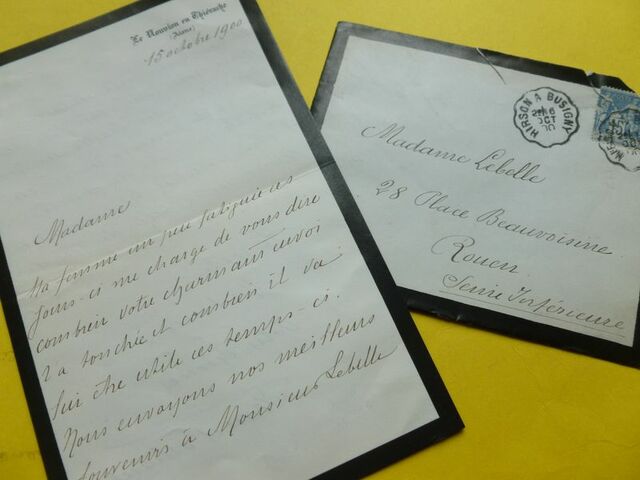 Le Nouvion en Thiérache
(Aisne)
15 octobre 1900
Madame
Ma femme un peu fatiguée ces
jours-ci me charge de vous dire
combien votre charmant envoi
l'a touchée et combien il va
lui être utile ces temps-ci.
Nous envoyons nos meilleurs
souvenirs à Monsieur Lebelle
HIRSON A BUSIGNY
Madame Lebelle
28 Place Beauvoisine
Rouen
Seine Inférieure